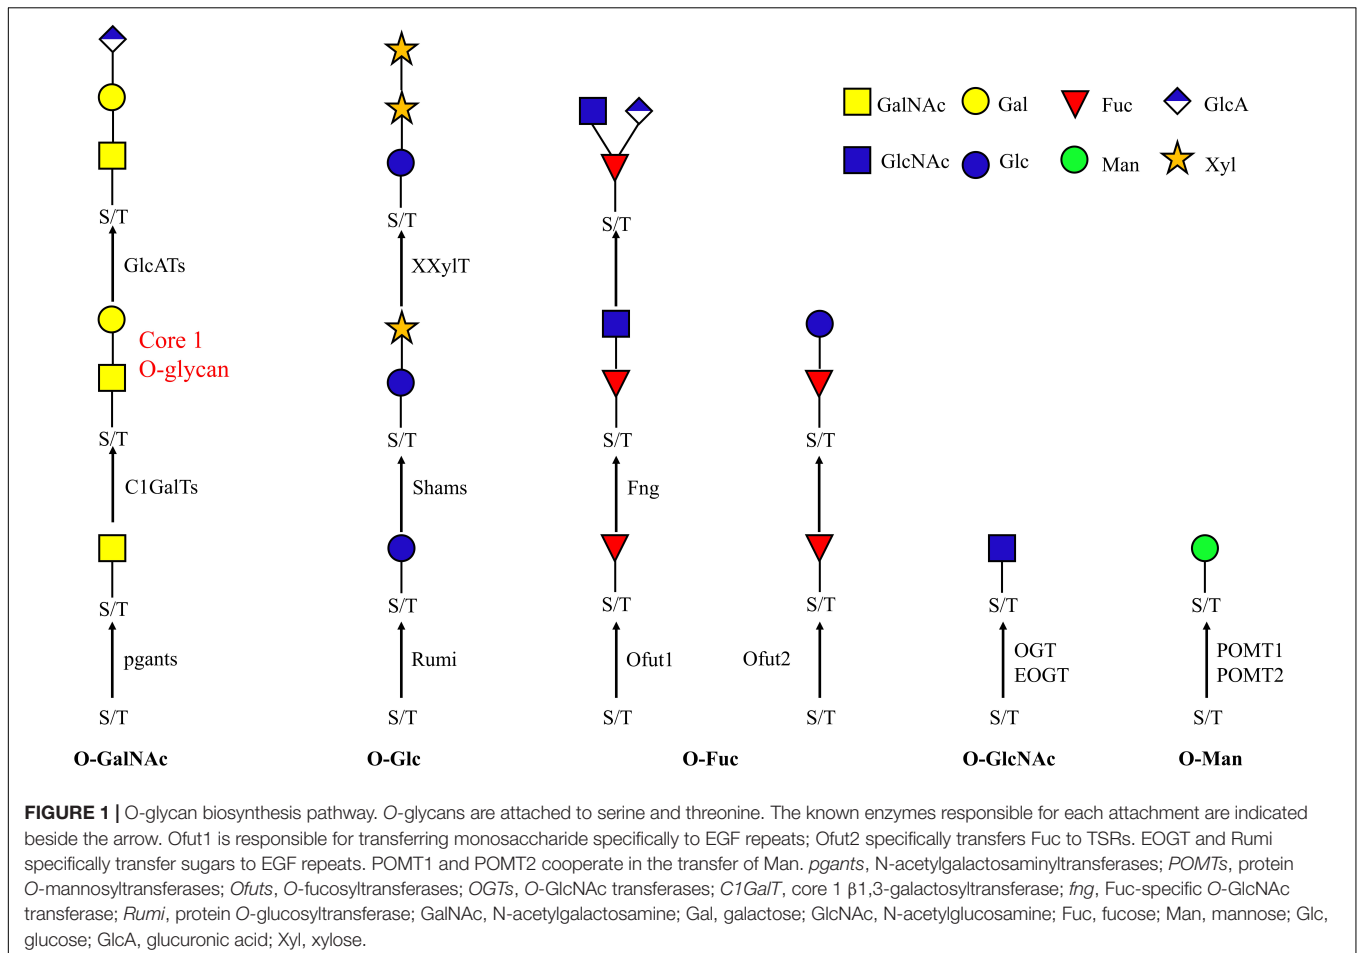 GalNAc Gal Fuc GlcA
GlcNAc Glc Man Xyl
S/T S/T S/T
GlcATs XXylT
Core 1
O-glycan
S/T S/T S/T S/T
C1GalTs Shams Fng
S/T S/T S/T S/T S/T S/T
pgants Rumi Ofut1 Ofut2 OGT POMT1
EOGT POMT2
S/T S/T S/T S/T S/T S/T
O-GalNAc O-Glc O-Fuc O-GlcNAc O-Man
FIGURE 1 | O-glycan biosynthesis pathway. O-glycans are attached to serine and threonine. The known enzymes responsible for each attachment are indicated
beside the arrow. Ofut1 is responsible for transferring monosaccharide specifically to EGF repeats; Ofut2 specifically transfers Fuc to TSRs. EOGT and Rumi
specifically transfer sugars to EGF repeats. POMT1 and POMT2 cooperate in the transfer of Man. pgants, N-acetylgalactosaminyltransferases; POMTs, protein
O-mannosyltransferases; Ofuts, O-fucosyltransferases; OGTs, O-GlcNAc transferases; C1GalT, core 1 β1,3-galactosyltransferase; fng, Fuc-specific O-GlcNAc
transferase; Rumi, protein O-glucosyltransferase; GalNAc, N-acetylgalactosamine; Gal, galactose; GlcNAc, N-acetylglucosamine; Fuc, fucose; Man, mannose; Glc,
glucose; GlcA, glucuronic acid; Xyl, xylose.